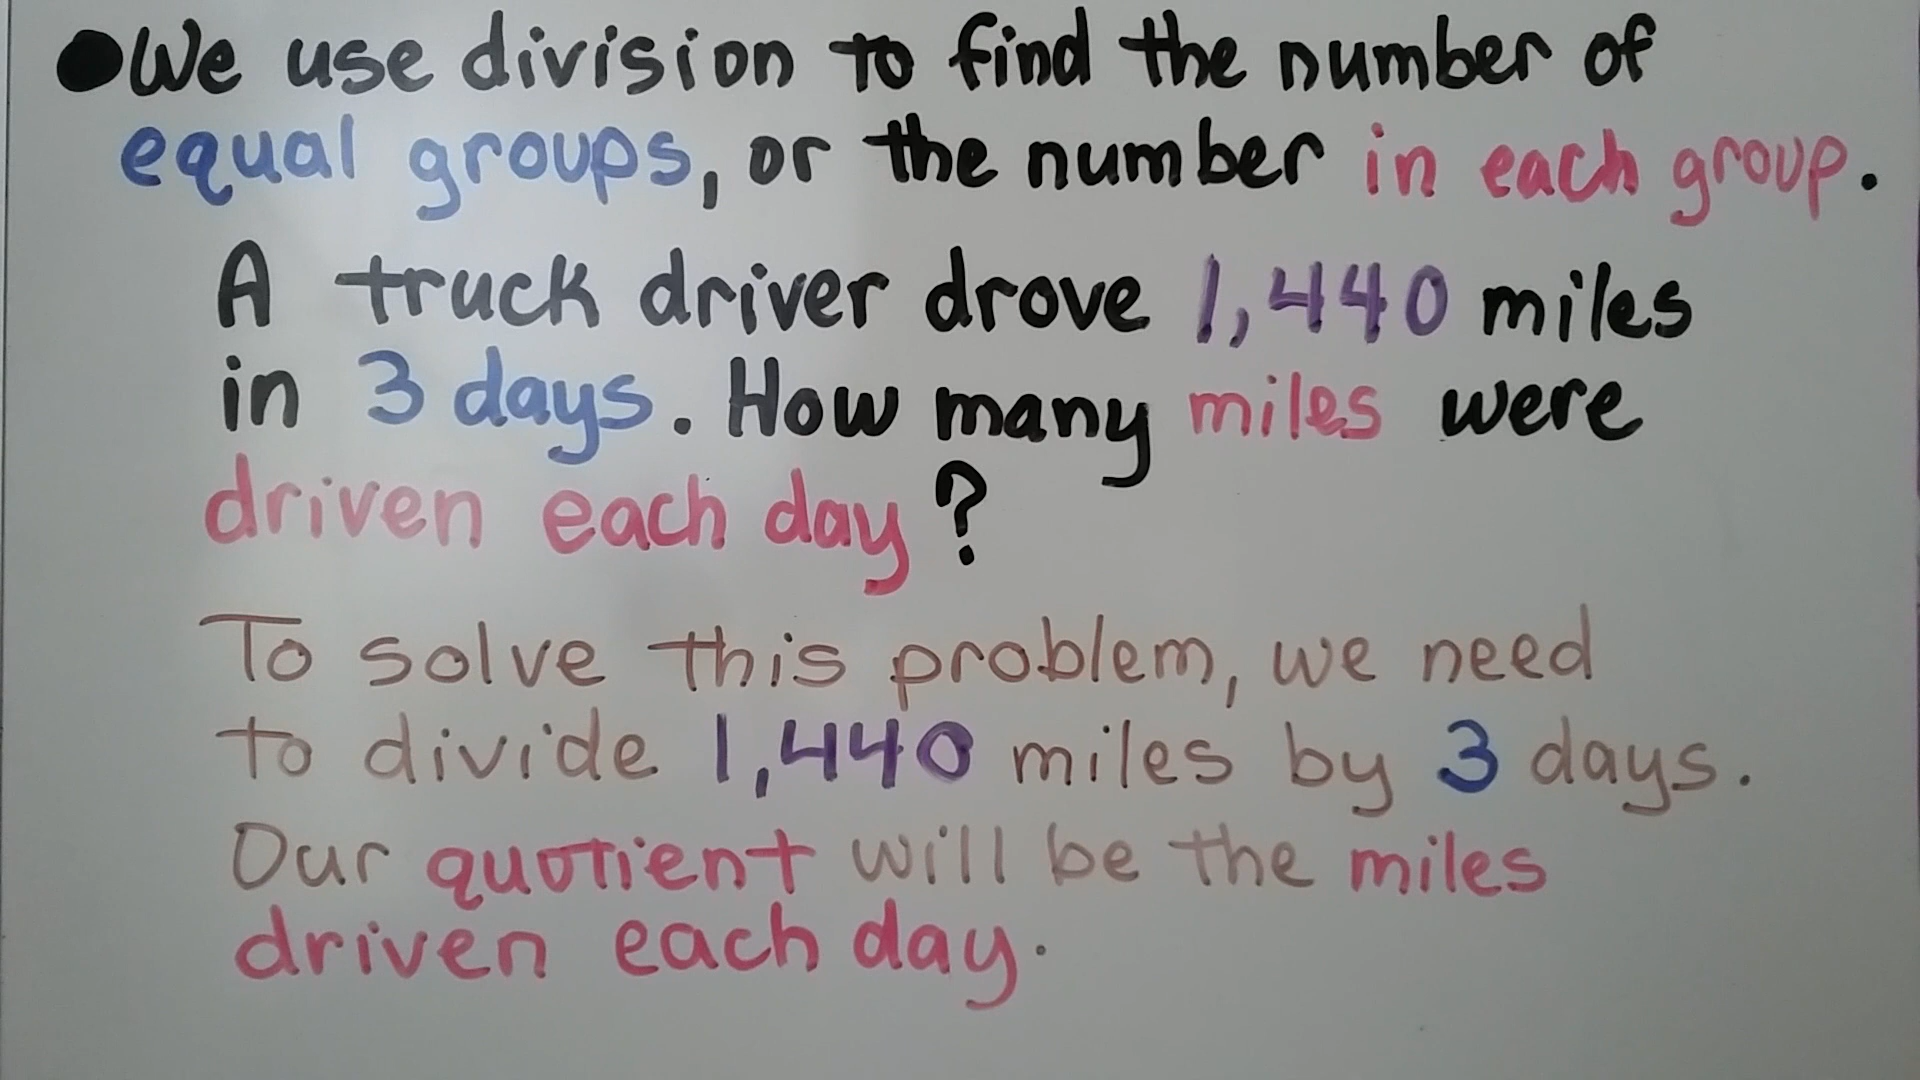 ●We use division to find the number of
equal groups, or the number in each group.
A truck driver drove 1,440 miles
in 3 days. How many miles were
driven each day?
To solve this problem, we need
to divide 1,440 miles by 3 days.
Our quotient will be the miles
driven each day.